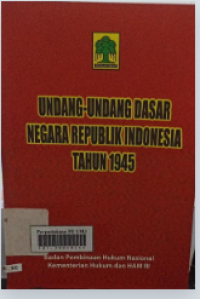 UNDANG-UNDANG DASAR
NEGARA REPUBLIK INDONESIA
TAHUN 1945
Badan Pembinaan Hukum Nasional
Kementerian Hukum dan HAM RI